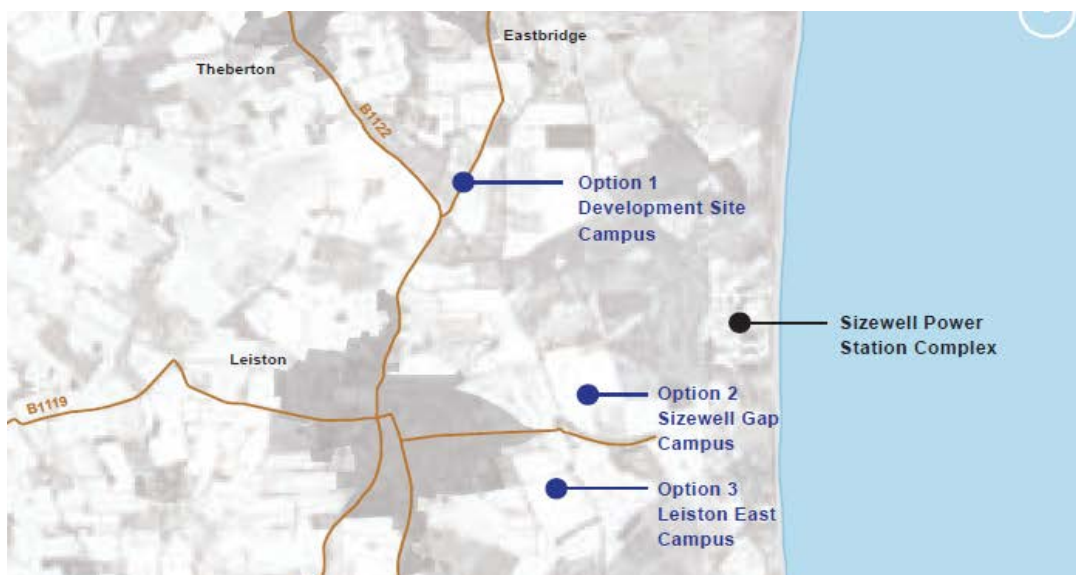 Eastbridge
Theberton
B1122
Option 1
Development Site
Campus
Sizewell Power
Station Complex
Leiston
Option 2
Sizewell Gap
Campus
B1119
Option 3
Leiston East
Campus